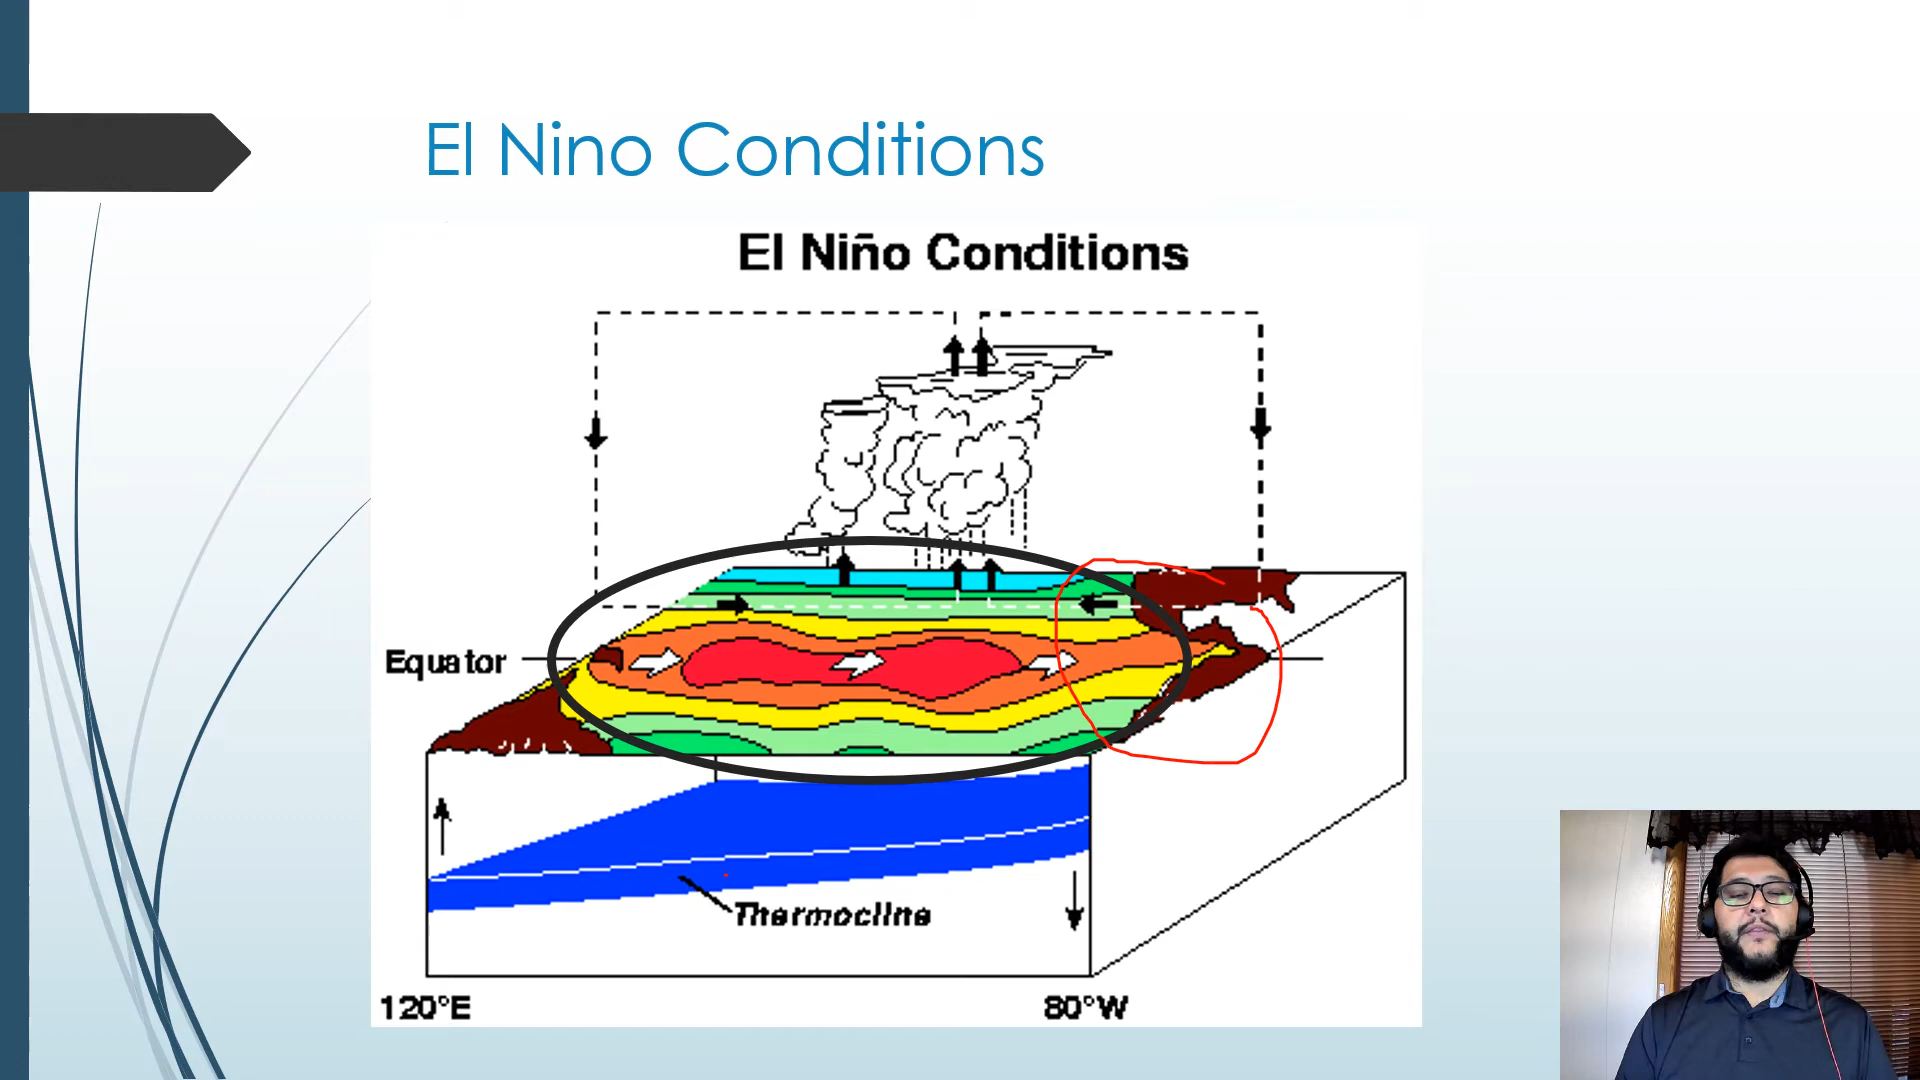 El Nino Conditions
El Niño Conditions
Equator
Thermocline
120°E
80°W